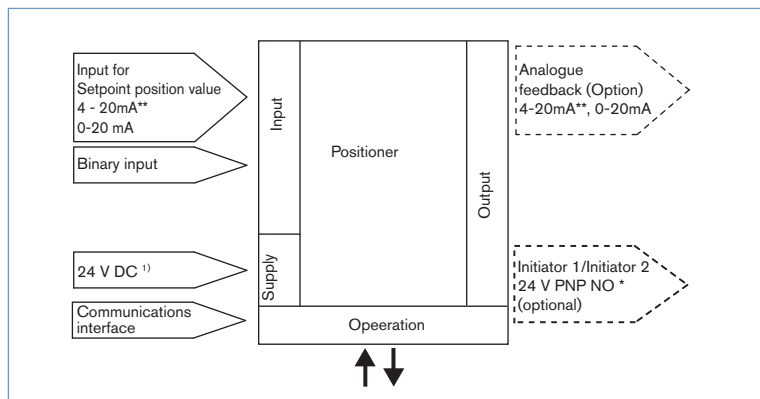 Input for
Setpoint position value
4 - 20mA**
0-20 mA
Binary input
24 V DC 1)
Communications
interface
Input
Supply
Positioner
Output
Opeeration
Analogue
feedback (Option)
4-20mA**, 0-20mA
Initiator 1/Initiator 2
24 V PNP NO *
(optional)